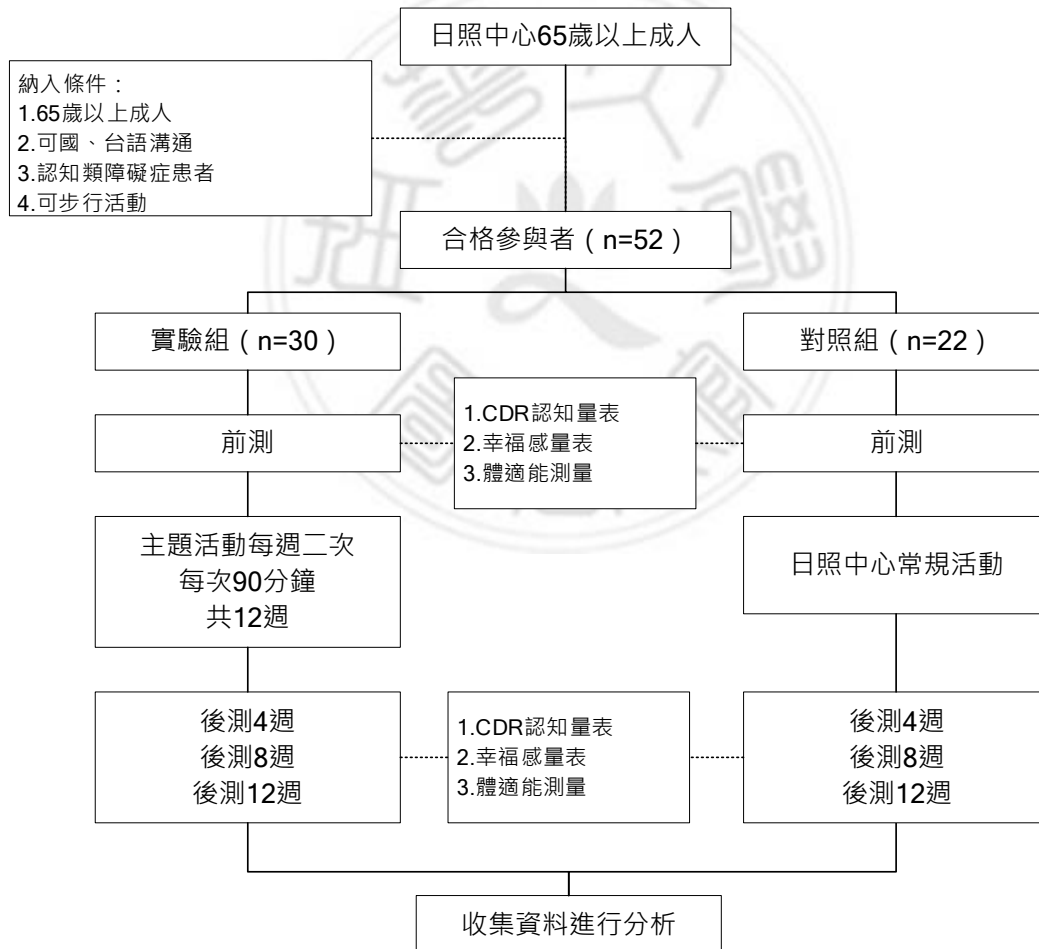 日照中心65歲以上成人
納入條件：
1.65歲以上成人
2.可國、台語溝通
3.認知類障礙症患者
4.可步行活動
合格參與者（n=52）
實驗組（n=30）
對照組（n=22）
前測
1.CDR認知量表
2.幸福感量表
3.體適能測量
前測
主題活動每週二次
每次90分鐘
共12週
日照中心常規活動
後測4週
後測8週
後測12週
1.CDR認知量表
2.幸福感量表
3.體適能測量
後測4週
後測8週
後測12週
收集資料進行分析